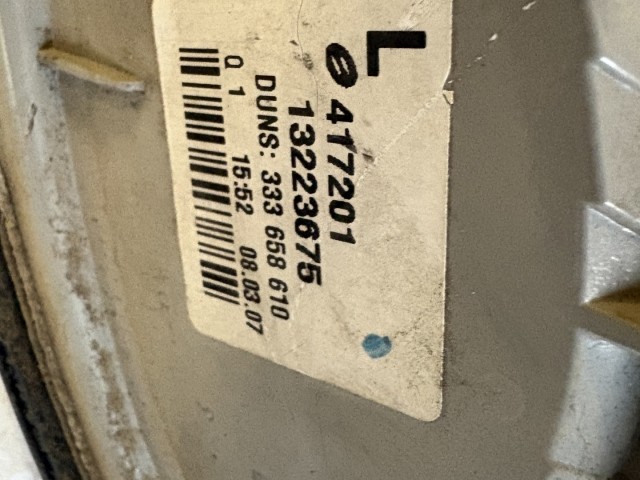 L
417201
13223675
DUNS: 333 658 610
Q 1 15:52 08.03.07